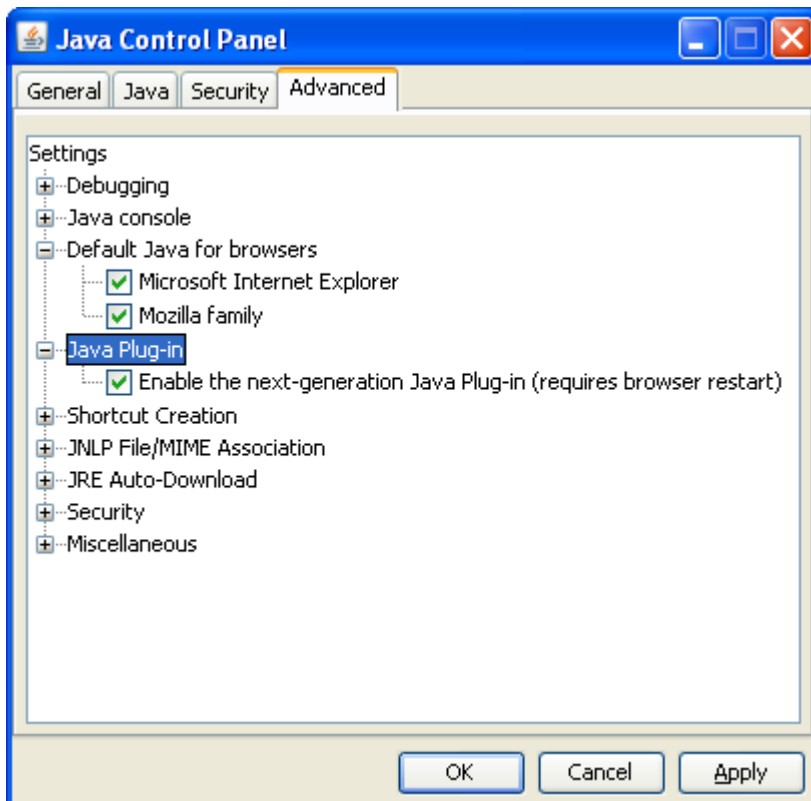 Java Control Panel
General Java Security Advanced
Settings
Debugging
Java console
Default Java for browsers
Microsoft Internet Explorer
Mozilla family
Java Plug-in
Enable the next-generation Java Plug-in (requires browser restart)
Shortcut Creation
JNLP File/MIME Association
JRE Auto-Download
Security
Miscellaneous
OK Cancel Apply